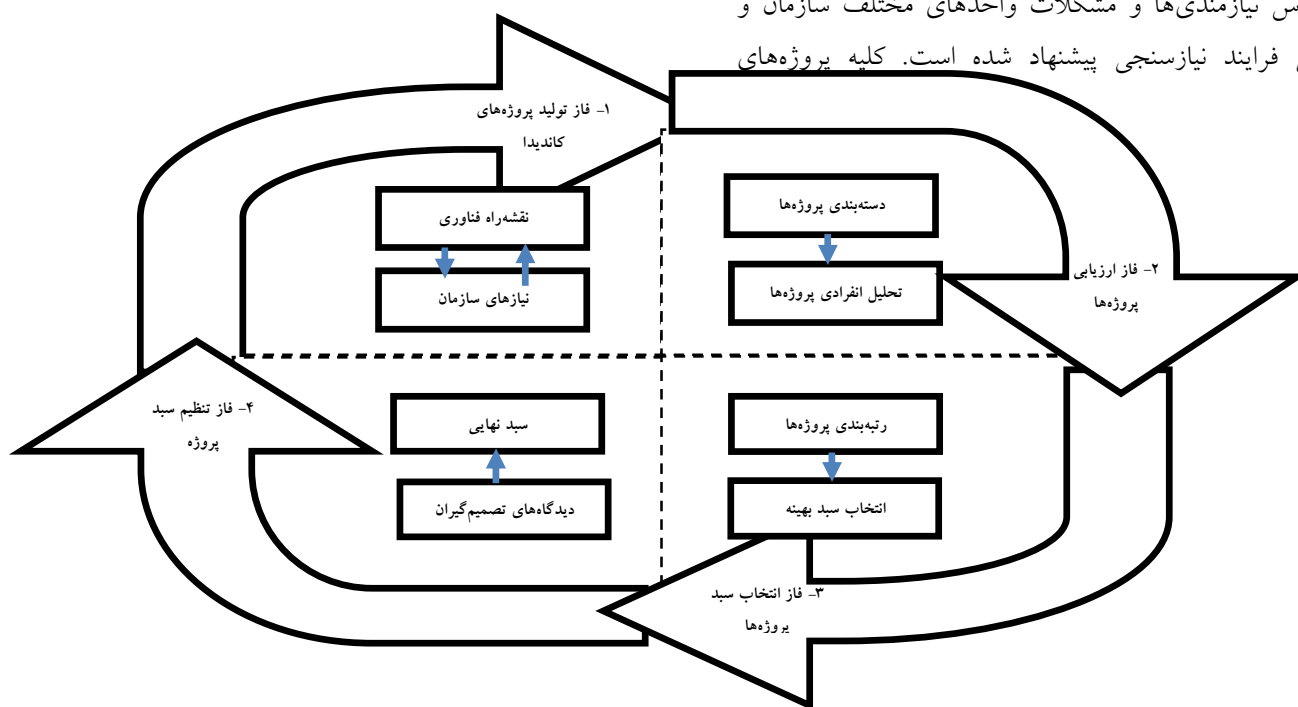 س نیازمندی‌ها و مشکلات واحدهای مختلف سازمان و
فرایند نیازسنجی پیشنهاد شده است. کلیه پروژه‌های
۱- فاز تولید پروژه‌های
کاندیدا
نقشه‌راه فناوری
نیازهای سازمان
دسته‌بندی پروژه‌ها
تحلیل انفرادی پروژه‌ها
۲- فاز ارزیابی
پروژه‌ها
رتبه‌بندی پروژه‌ها
انتخاب سبد بهینه
۳- فاز انتخاب سبد
پروژه‌ها
سبد نهایی
دیدگاه‌های تصمیم‌گیران
۴- فاز تنظیم سبد
پروژه